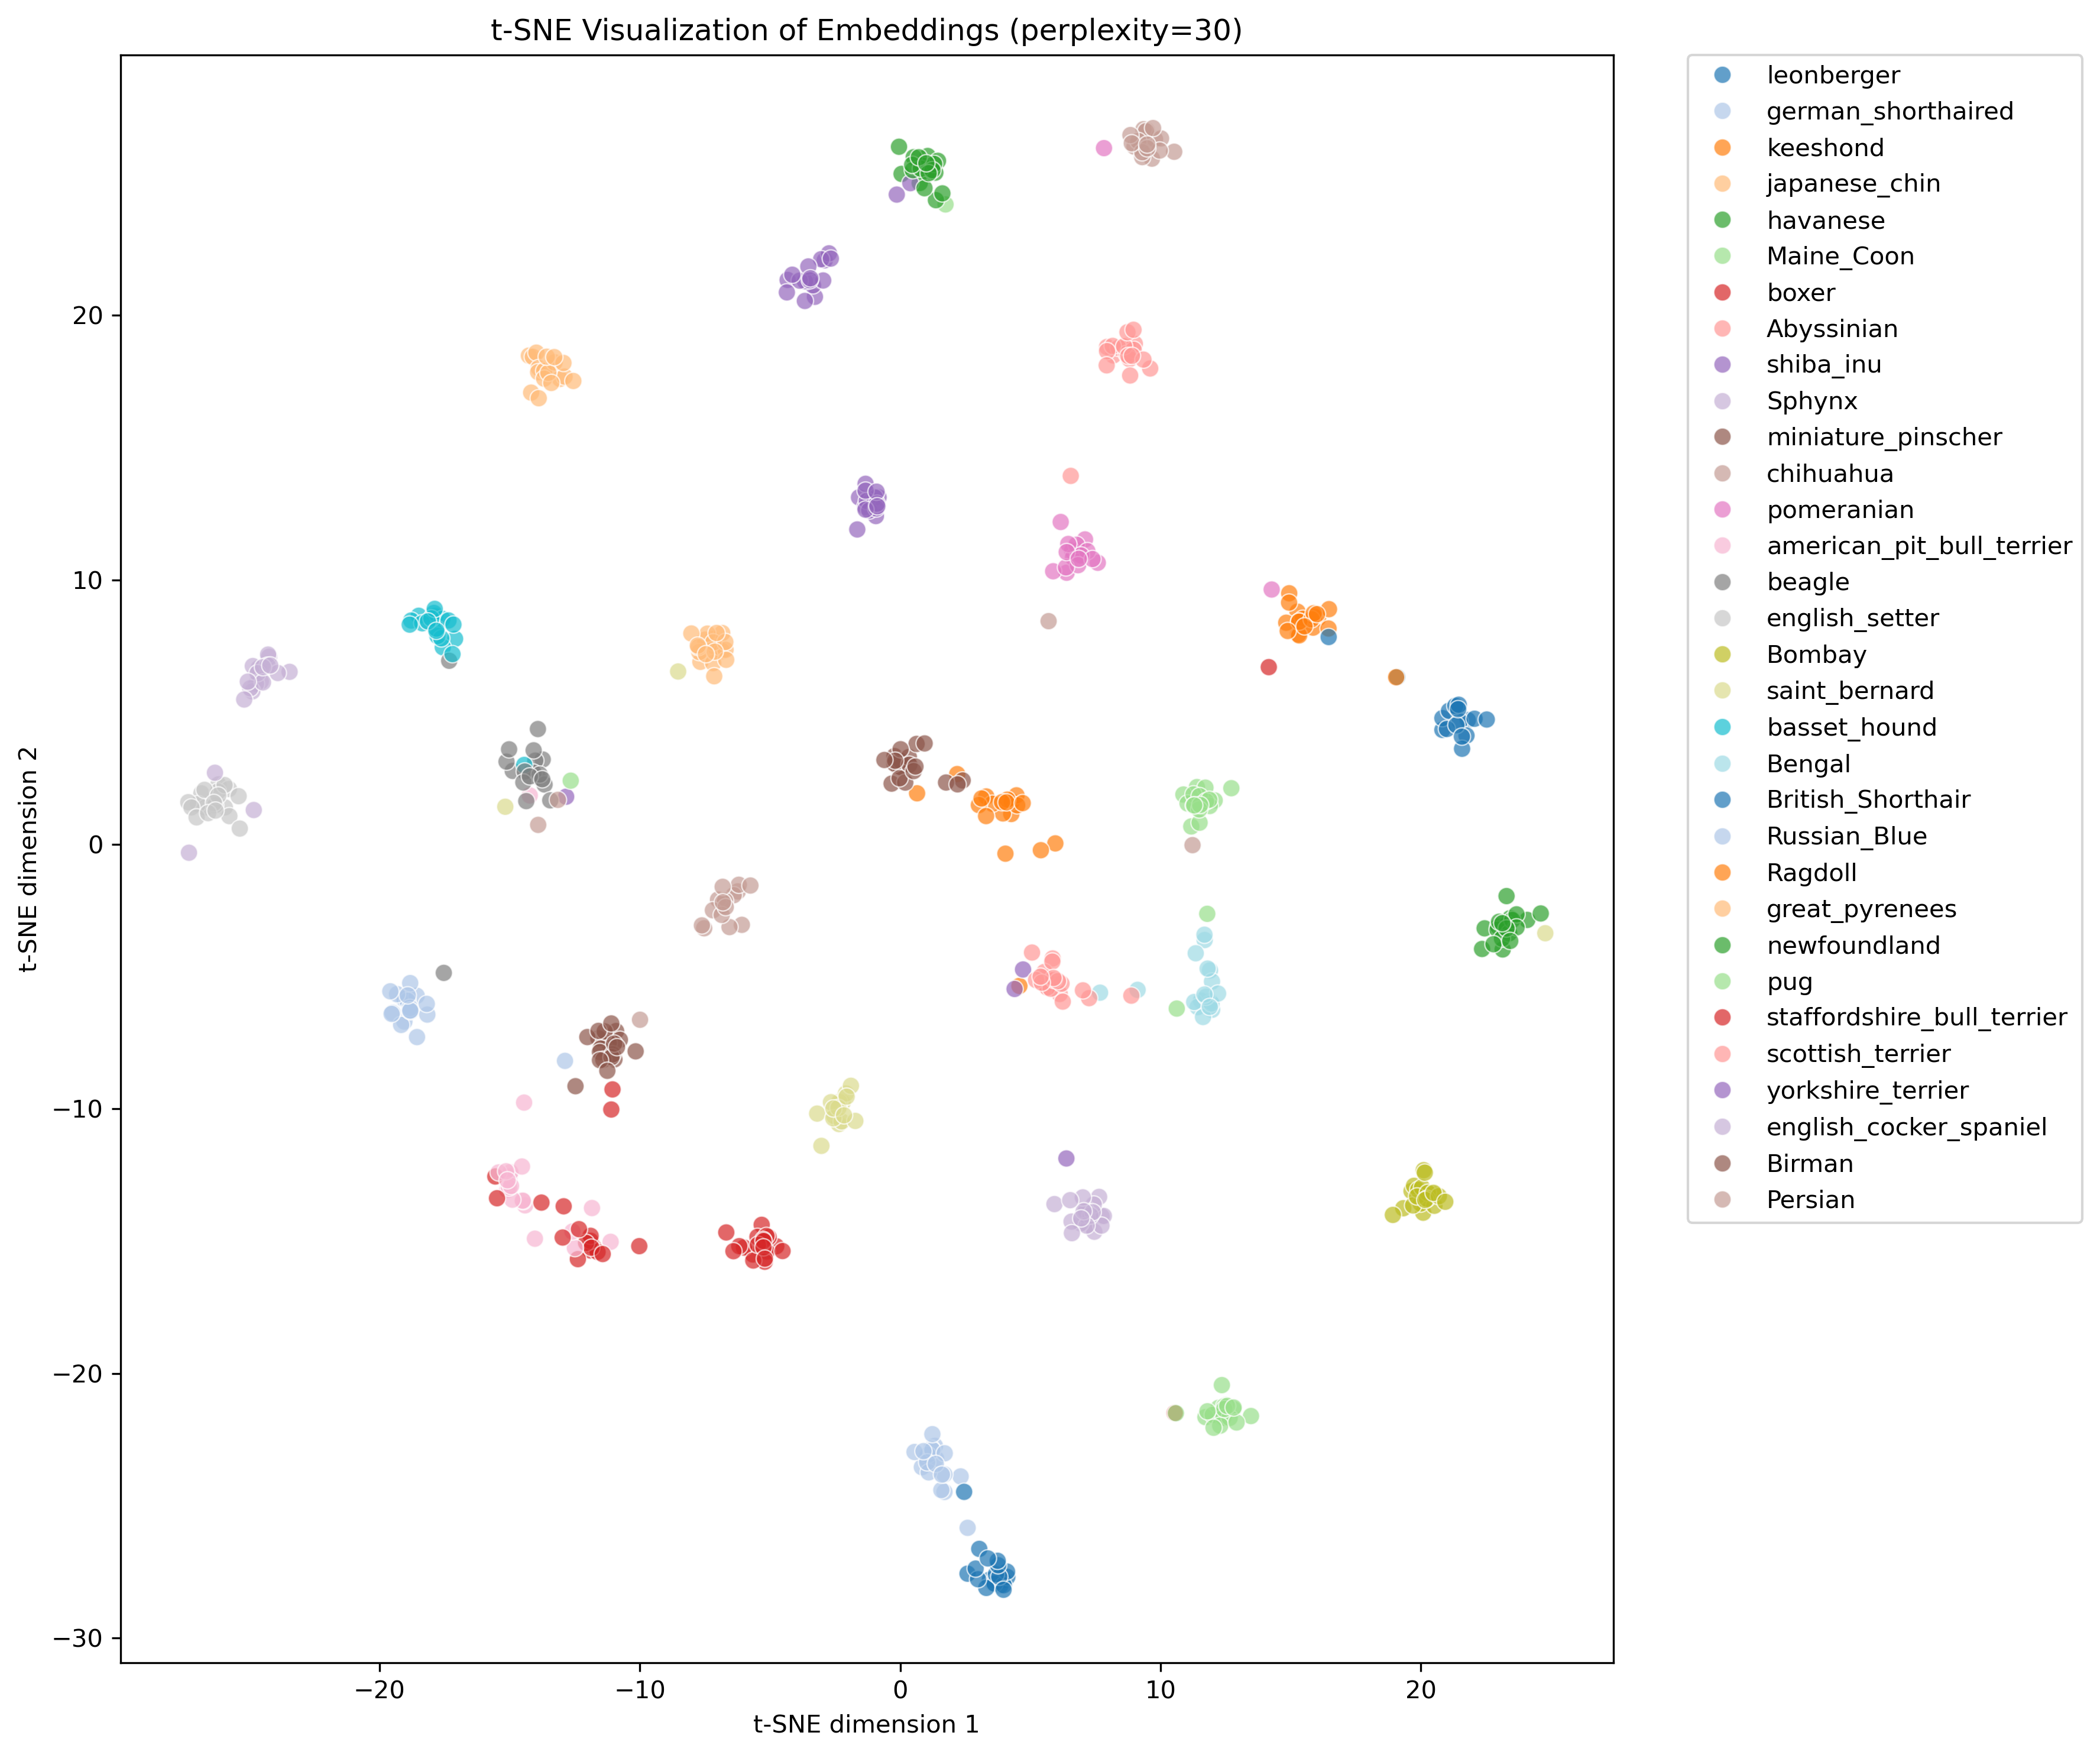 t-SNE Visualization of Embeddings (perplexity=30)
t-SNE dimension 2
20
10
0
−10
−20
−30
−20
−10
0
10
20
t-SNE dimension 1
leonberger
german_shorthaired
keeshond
japanese_chin
havanese
Maine_Coon
boxer
Abyssinian
shiba_inu
Sphynx
miniature_pinscher
chihuahua
pomeranian
american_pit_bull_terrier
beagle
english_setter
Bombay
saint_bernard
basset_hound
Bengal
British_Shorthair
Russian_Blue
Ragdoll
great_pyrenees
newfoundland
pug
staffordshire_bull_terrier
scottish_terrier
yorkshire_terrier
english_cocker_spaniel
Birman
Persian